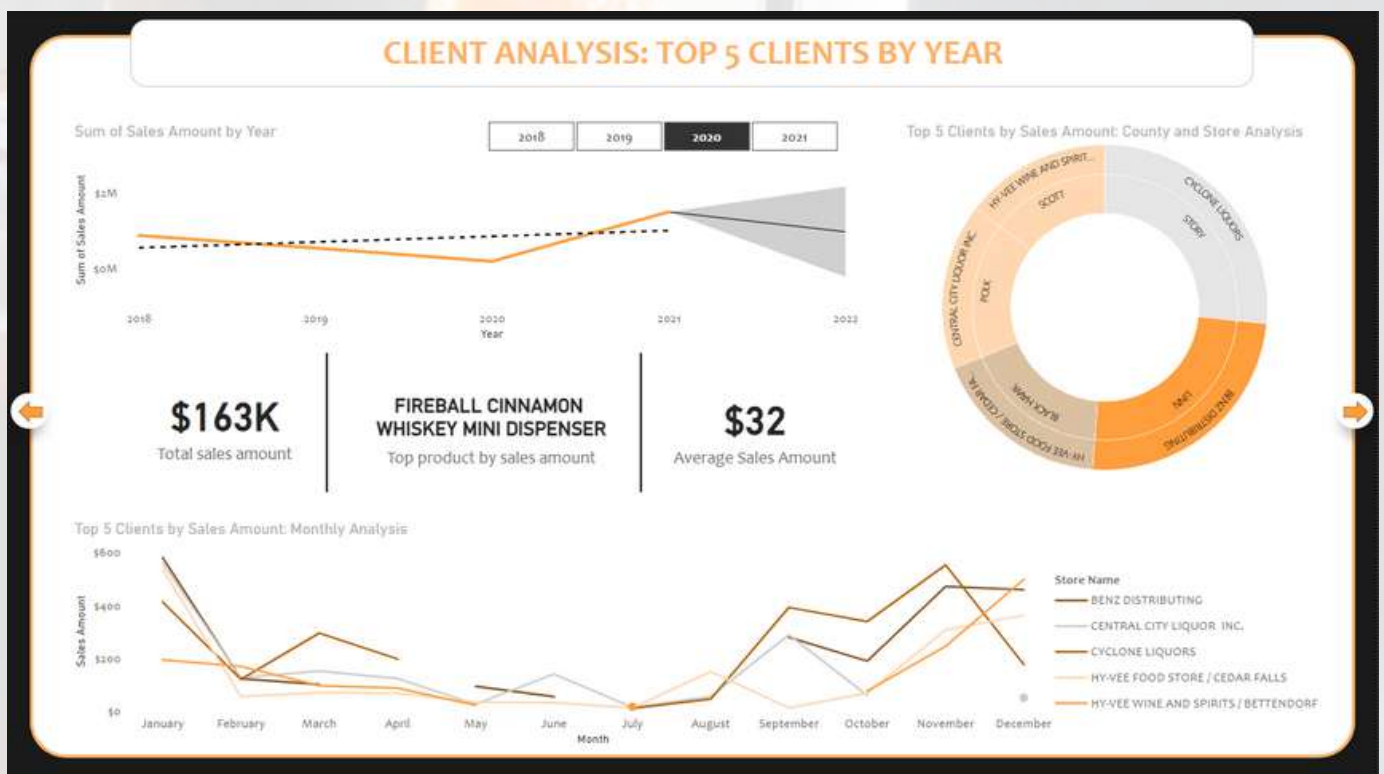 CLIENT ANALYSIS: TOP 5 CLIENTS BY YEAR
Sum of Sales Amount by Year
2018
2019
2020
2021
Sum of Sales Amount
$1M
$0M
2018
2019
2020
2021
2022
Year
Top 5 Clients by Sales Amount: County and Store Analysis
CYCLONE LIQUORS
STORY
BENZ DISTRIBUTING
LINN
HY-VEE FOOD STORE / CEDAR FA...
BLACK HAWK
CENTRAL CITY LIQUOR INC.
POLK
HY-VEE WINE AND SPIRIT...
SCOTT
$163K
Total sales amount
FIREBALL CINNAMON
WHISKEY MINI DISPENSER
Top product by sales amount
$32
Average Sales Amount
Top 5 Clients by Sales Amount: Monthly Analysis
Sales Amount
$600
$400
$200
$0
January
February
March
April
May
June
July
August
September
October
November
December
Month
Store Name
BENZ DISTRIBUTING
CENTRAL CITY LIQUOR INC.
CYCLONE LIQUORS
HY-VEE FOOD STORE / CEDAR FALLS
HY-VEE WINE AND SPIRITS / BETTENDORF